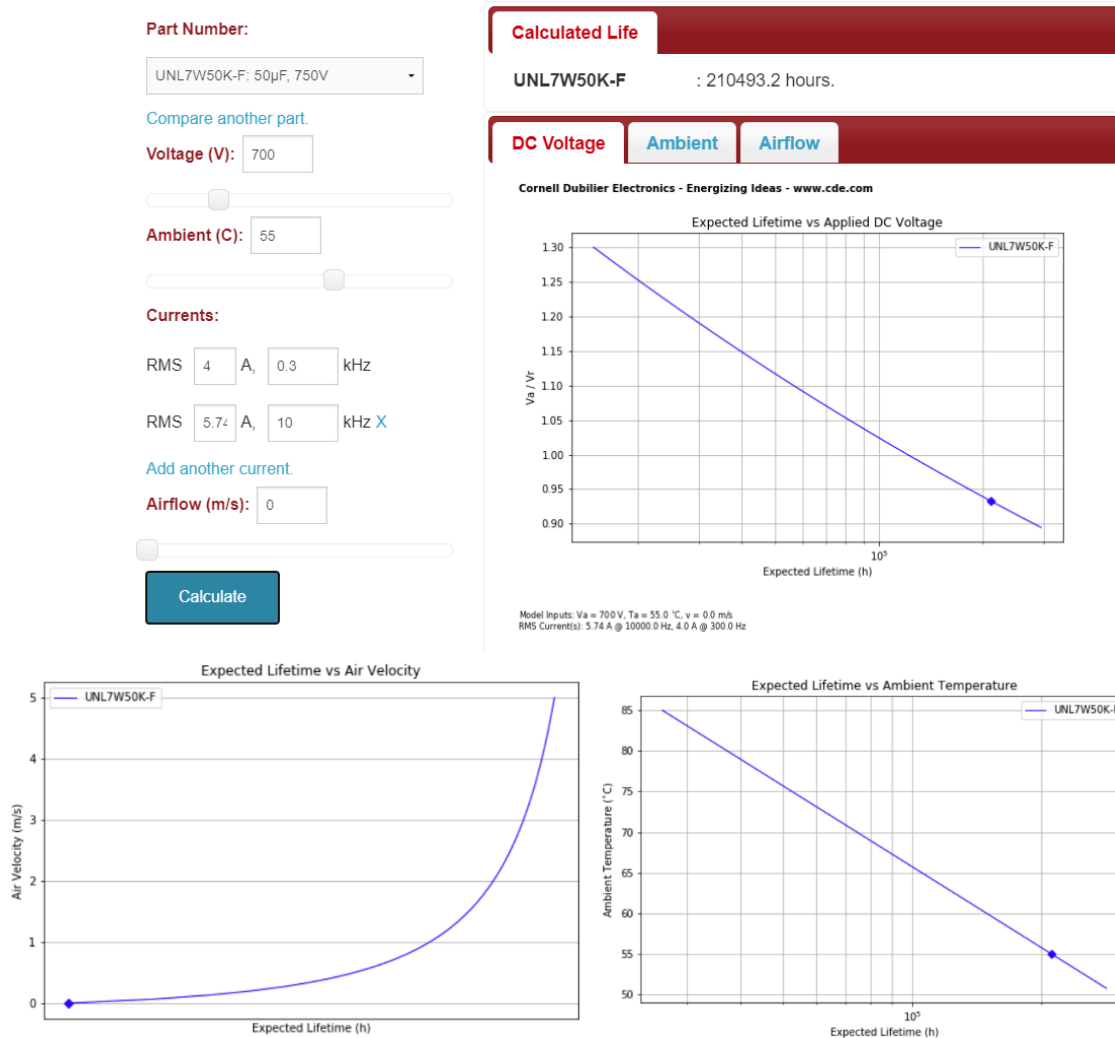 Part Number:
UNL7W50K-F: 50µF, 750V
Compare another part.
Voltage (V): 700
Ambient (C): 55
Currents:
RMS 4 A, 0.3 kHz
RMS 5.74 A, 10 kHz X
Add another current.
Airflow (m/s): 0
Calculate
Calculated Life
UNL7W50K-F : 210493.2 hours.
DC Voltage Ambient Airflow
Cornell Dubilier Electronics - Energizing Ideas - www.cde.com
Expected Lifetime vs Applied DC Voltage
UNL7W50K-F
1.30
1.25
1.20
1.15
1.10
1.05
1.00
0.95
0.90
Va / Vr
10⁵
Expected Lifetime (h)
Model Inputs: Va = 700 V, Ta = 55.0 °C, v = 0.0 m/s
RMS Current(s): 5.74 A @ 10000.0 Hz, 4.0 A @ 300.0 Hz
Expected Lifetime vs Air Velocity
UNL7W50K-F
5
4
3
2
1
0
Air Velocity (m/s)
Expected Lifetime (h)
Expected Lifetime vs Ambient Temperature
UNL7W50K-F
85
80
75
70
65
60
55
50
Ambient Temperature (°C)
10⁵
Expected Lifetime (h)